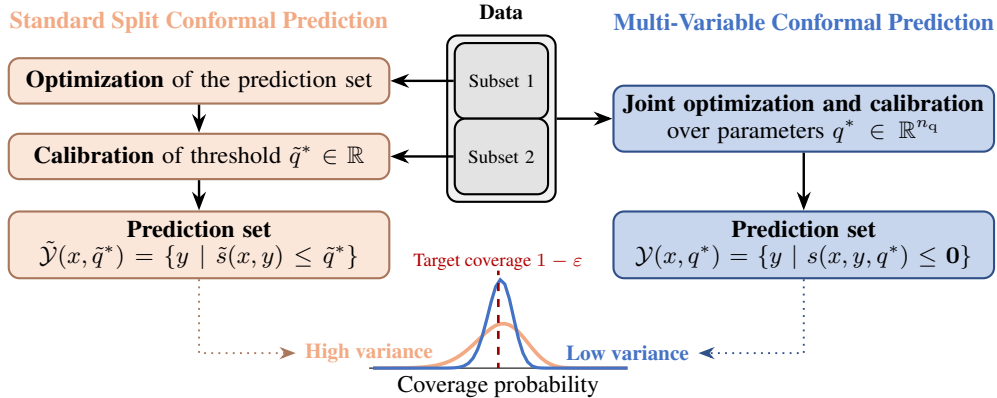 Standard Split Conformal Prediction
Data
Multi-Variable Conformal Prediction
Optimization of the prediction set
Subset 1
Subset 2
Calibration of threshold q̃* ∈ ℝ
Prediction set
𝒴̃(x, q̃*) = {y | s̃(x, y) ≤ q̃*}
Joint optimization and calibration
over parameters q* ∈ ℝ^{n_q}
Prediction set
𝒴(x, q*) = {y | s(x, y, q*) ≤ 𝟎}
Target coverage 1 − ε
High variance
Low variance
Coverage probability